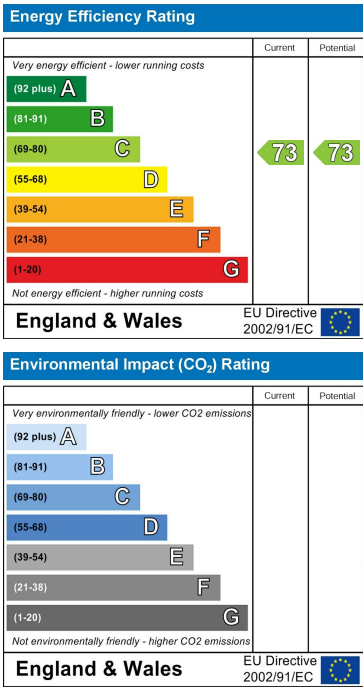 Energy Efficiency Rating
Current Potential
Very energy efficient - lower running costs
(92 plus) A
(81-91) B
(69-80) C 73 73
(55-68) D
(39-54) E
(21-38) F
(1-20) G
Not energy efficient - higher running costs
England & Wales EU Directive 2002/91/EC
Environmental Impact (CO₂) Rating
Current Potential
Very environmentally friendly - lower CO2 emissions
(92 plus) A
(81-91) B
(69-80) C
(55-68) D
(39-54) E
(21-38) F
(1-20) G
Not environmentally friendly - higher CO2 emissions
England & Wales EU Directive 2002/91/EC